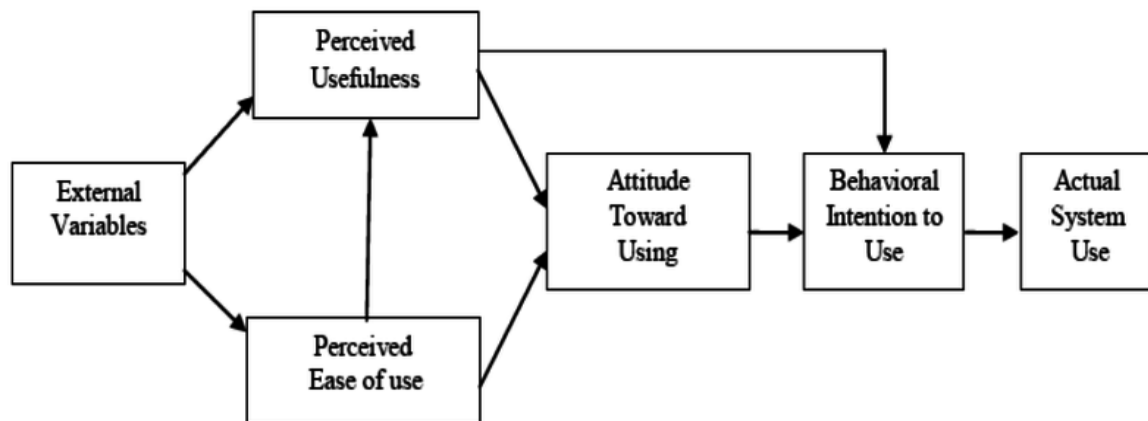 Perceived
Usefulness
External
Variables
Attitude
Toward
Using
Behavioral
Intention to
Use
Actual
System
Use
Perceived
Ease of use